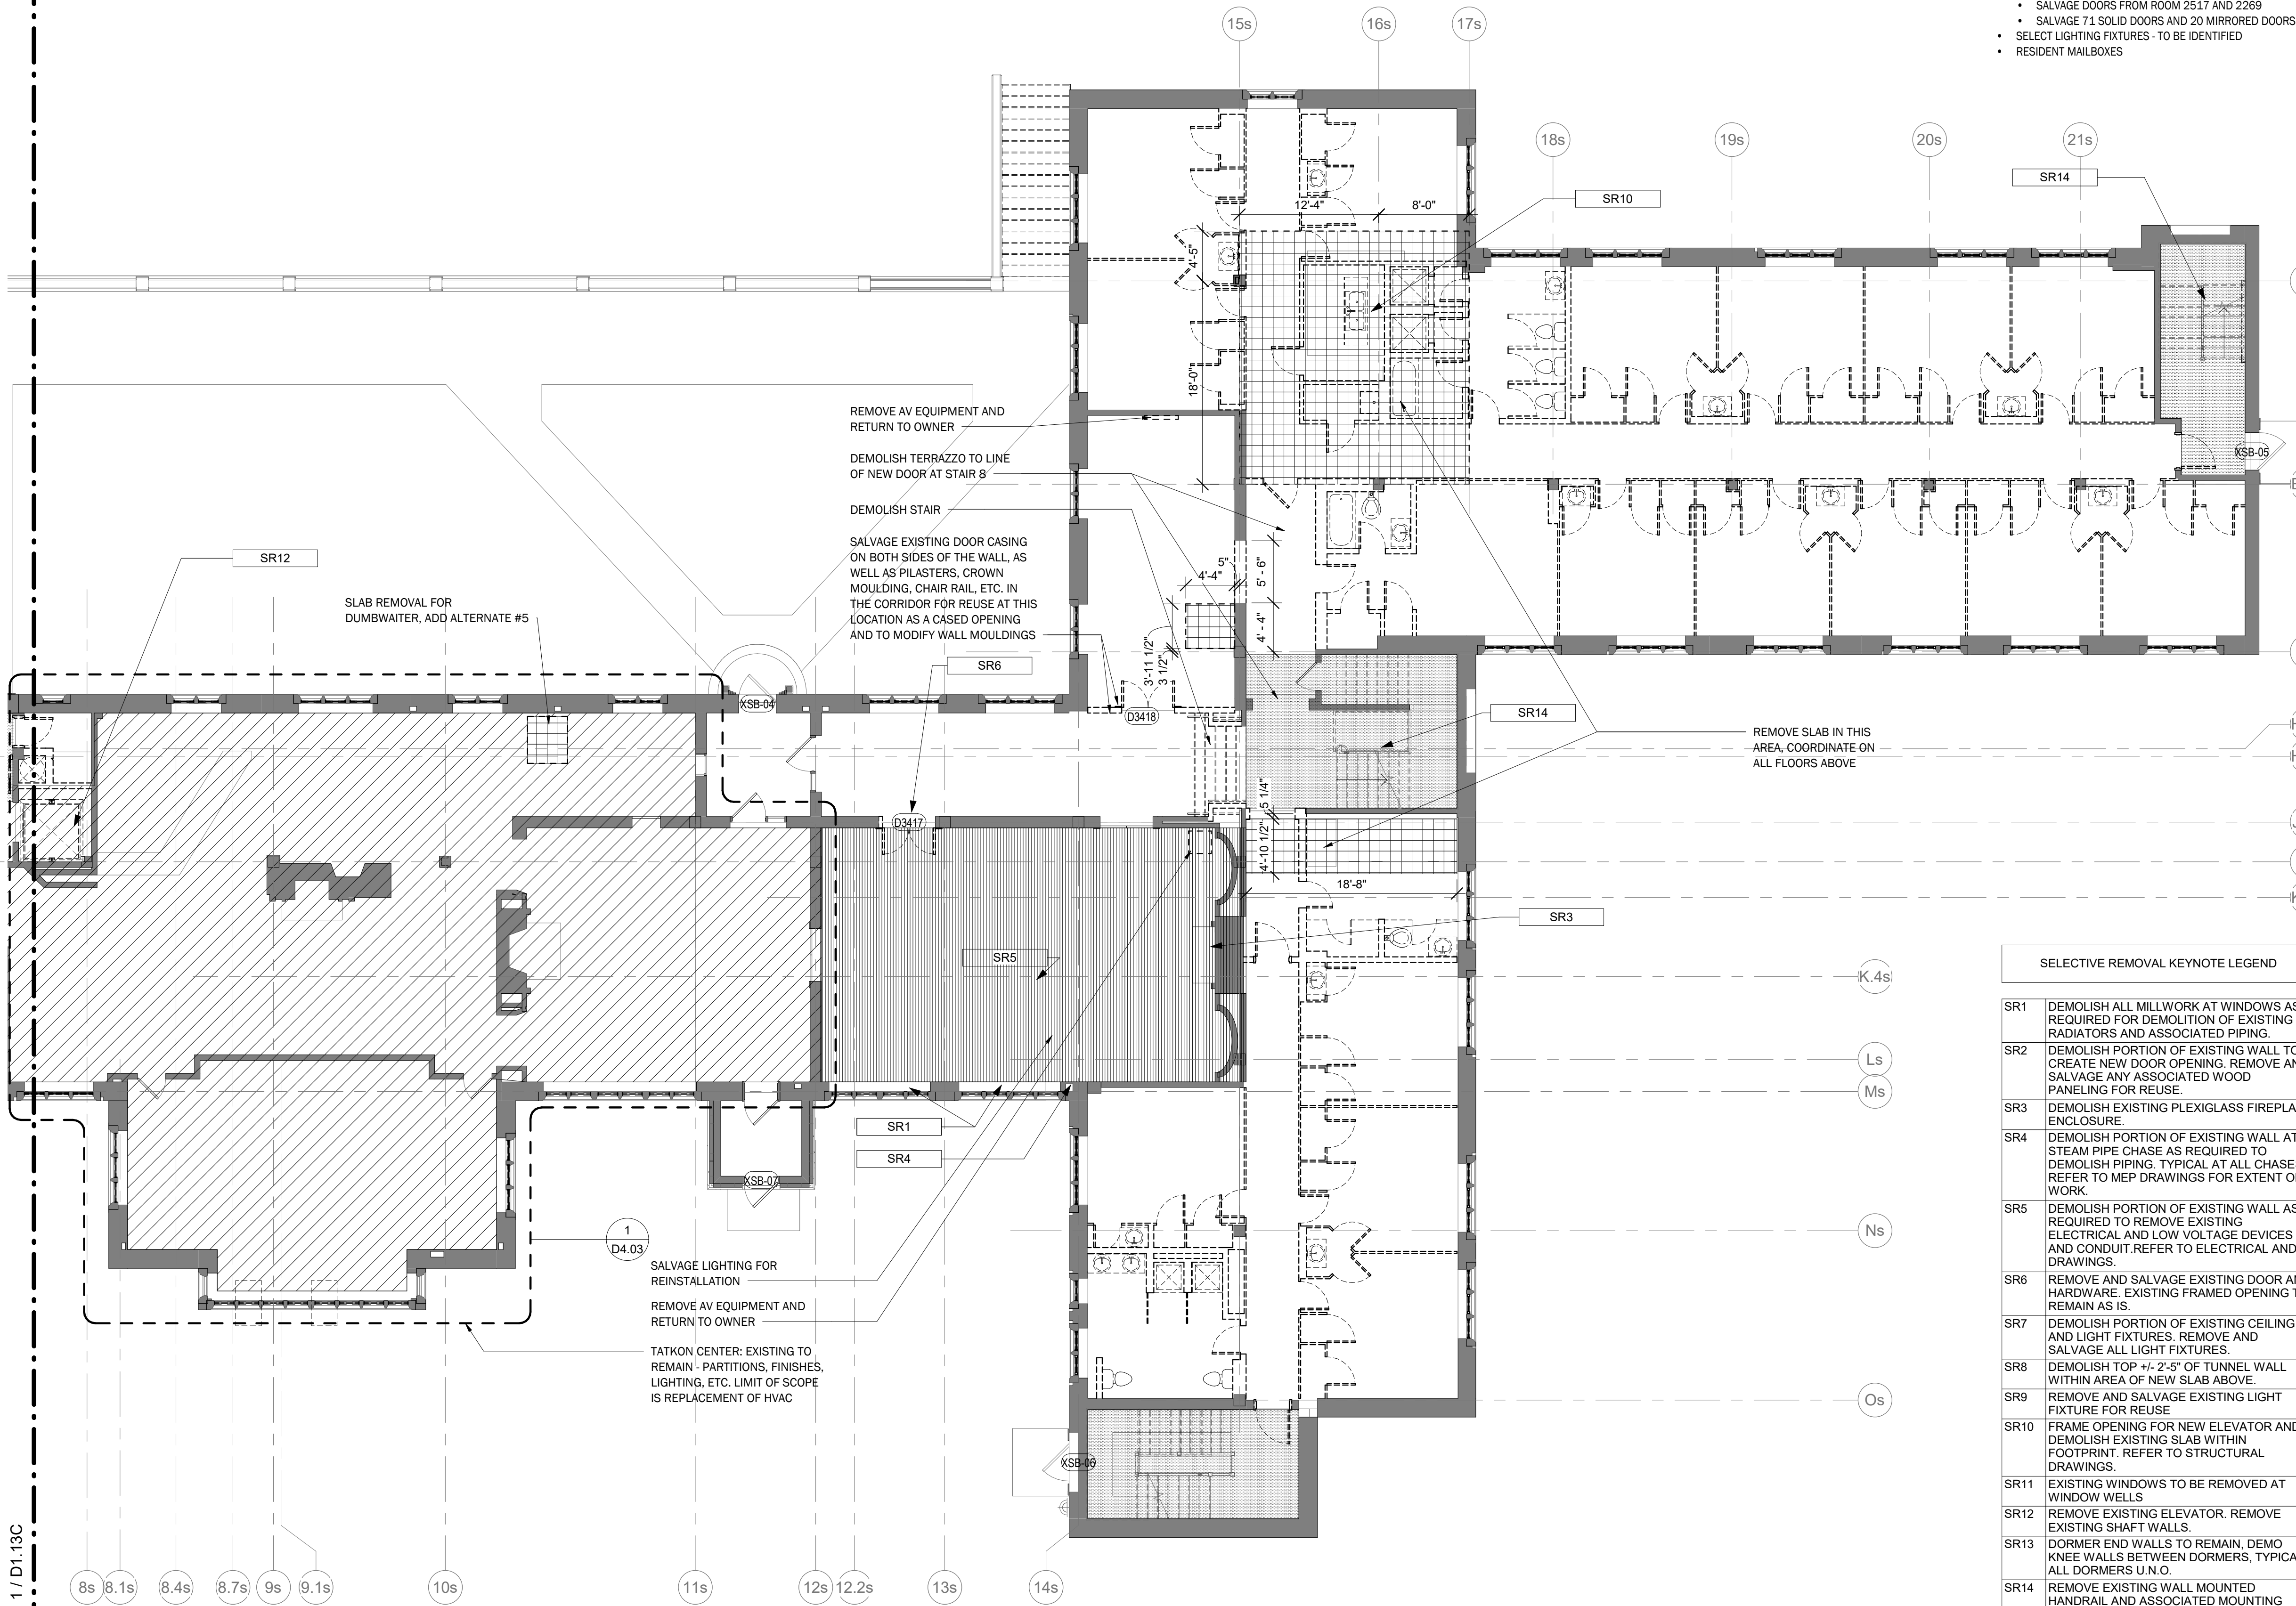 • SALVAGE DOORS FROM ROOM 2517 AND 2269
• SALVAGE 71 SOLID DOORS AND 20 MIRRORED DOORS
• SELECT LIGHTING FIXTURES - TO BE IDENTIFIED
• RESIDENT MAILBOXES
15s
16s
17s
18s
19s
20s
21s
SR14
SR10
12'-4"
8'-0"
4'-5"
18'-0"
REMOVE AV EQUIPMENT AND
RETURN TO OWNER
DEMOLISH TERRAZZO TO LINE
OF NEW DOOR AT STAIR 8
DEMOLISH STAIR
SALVAGE EXISTING DOOR CASING
ON BOTH SIDES OF THE WALL, AS
WELL AS PILASTERS, CROWN
MOULDING, CHAIR RAIL, ETC. IN
THE CORRIDOR FOR REUSE AT THIS
LOCATION AS A CASED OPENING
AND TO MODIFY WALL MOULDINGS
XSB-05
SR12
SLAB REMOVAL FOR
DUMBWAITER, ADD ALTERNATE #5
5"
4'-4"
5' - 6"
4' - 4"
3'-11 1/2"
3 1/2"
SR6
XSB-04
D3418
SR14
REMOVE SLAB IN THIS
AREA, COORDINATE ON
ALL FLOORS ABOVE
D3417
5 1/4"
4'-10 1/2"
18'-8"
SR3
SR5
K.4s
Ls
Ms
Ns
Os
SR1
SR4
XSB-07
1
D4.03
SALVAGE LIGHTING FOR
REINSTALLATION
REMOVE AV EQUIPMENT AND
RETURN TO OWNER
TATKON CENTER: EXISTING TO
REMAIN - PARTITIONS, FINISHES,
LIGHTING, ETC. LIMIT OF SCOPE
IS REPLACEMENT OF HVAC
XSB-06
1 / D1.13C
8s
8.1s
8.4s
8.7s
9s
9.1s
10s
11s
12s
12.2s
13s
14s
SELECTIVE REMOVAL KEYNOTE LEGEND
SR1 DEMOLISH ALL MILLWORK AT WINDOWS AS
REQUIRED FOR DEMOLITION OF EXISTING
RADIATORS AND ASSOCIATED PIPING.
SR2 DEMOLISH PORTION OF EXISTING WALL TO
CREATE NEW DOOR OPENING. REMOVE
SALVAGE ANY ASSOCIATED WOOD
PANELING FOR REUSE.
SR3 DEMOLISH EXISTING PLEXIGLASS
ENCLOSURE.
SR4 DEMOLISH PORTION OF EXISTING WALL AT
STEAM PIPE CHASE AS REQUIRED TO
DEMOLISH PIPING. TYPICAL AT ALL
REFER TO MEP DRAWINGS FOR EXTENT
WORK.
SR5 DEMOLISH PORTION OF EXISTING WALL AS
REQUIRED TO REMOVE EXISTING
ELECTRICAL AND LOW VOLTAGE DEVICES
AND CONDUIT.REFER TO ELECTRICAL AND
DRAWINGS.
SR6 REMOVE AND SALVAGE EXISTING DOOR
HARDWARE. EXISTING FRAMED OPENING
REMAIN AS IS.
SR7 DEMOLISH PORTION OF EXISTING CEILING
AND LIGHT FIXTURES. REMOVE AND
SALVAGE ALL LIGHT FIXTURES.
SR8 DEMOLISH TOP +/- 2'-5" OF TUNNEL WALL
WITHIN AREA OF NEW SLAB ABOVE.
SR9 REMOVE AND SALVAGE EXISTING LIGHT
FIXTURE FOR REUSE
SR10 FRAME OPENING FOR NEW ELEVATOR AND
DEMOLISH EXISTING SLAB WITHIN
FOOTPRINT. REFER TO STRUCTURAL
DRAWINGS.
SR11 EXISTING WINDOWS TO BE REMOVED AT
WINDOW WELLS
SR12 REMOVE EXISTING ELEVATOR. REMOVE
EXISTING SHAFT WALLS.
SR13 DORMER END WALLS TO REMAIN, DEMO
KNEE WALLS BETWEEN DORMERS,
ALL DORMERS U.N.O.
SR14 REMOVE EXISTING WALL MOUNTED
HANDRAIL AND ASSOCIATED MOUNTING